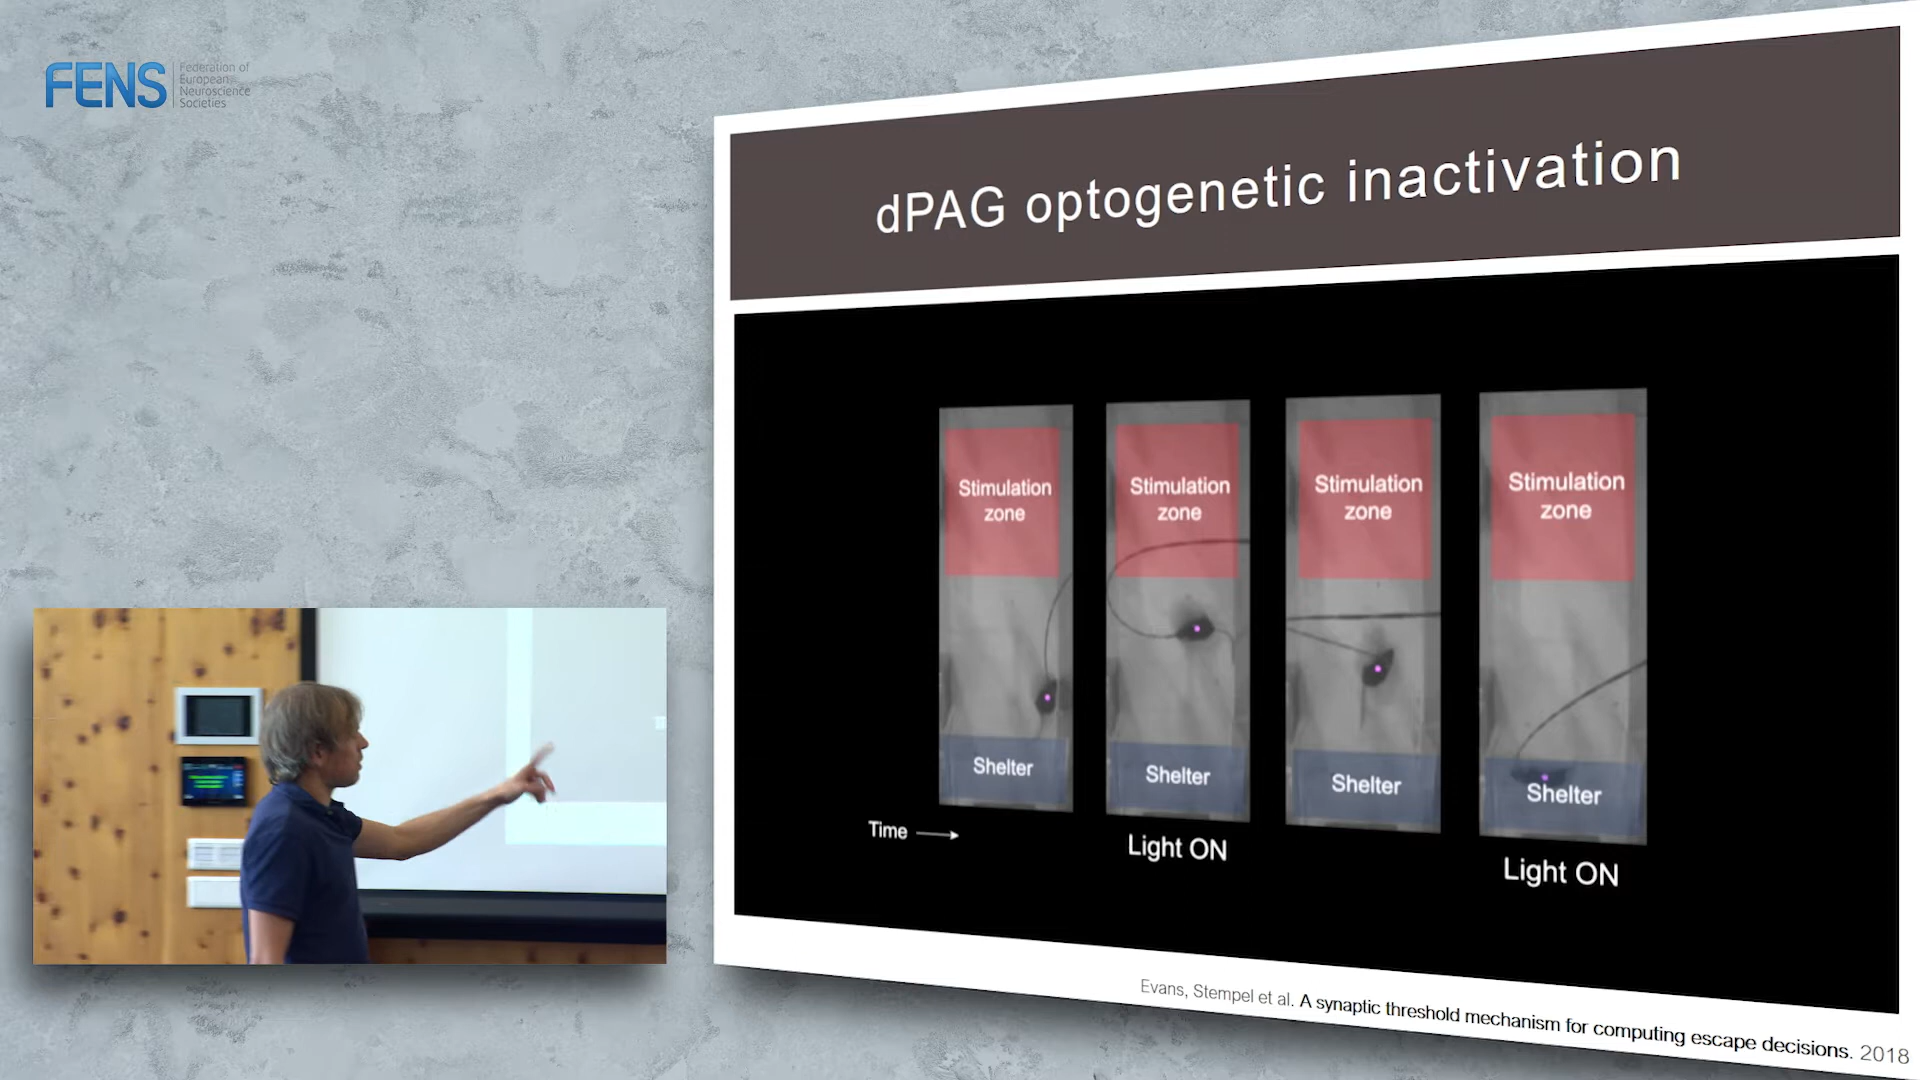 FENS
Federation of
European
Neuroscience
Societies
dPAG optogenetic inactivation
Stimulation
zone
Stimulation
zone
Stimulation
zone
Stimulation
zone
Shelter
Shelter
Shelter
Shelter
Time
Light ON
Light ON
Evans, Stempel et al. A synaptic threshold mechanism for computing escape decisions. 2018